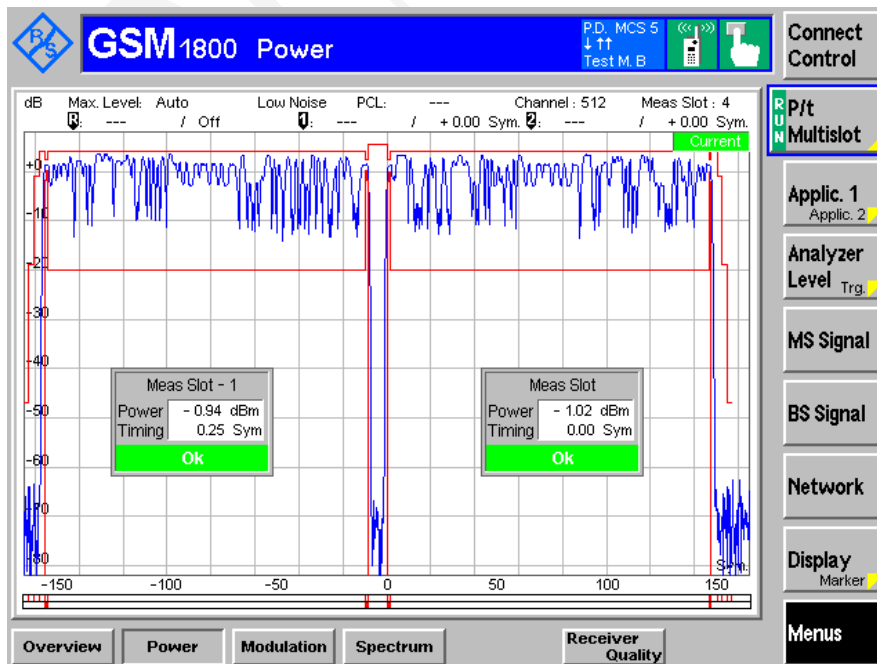 R/S
GSM 1800 Power
P.D. MCS 5
↓ ↑↑
Test M. B
Connect Control
dB Max. Level: Auto Low Noise PCL: --- Channel : 512 Meas Slot : 4
R: --- / Off 1: --- / + 0.00 Sym. 2: --- / + 0.00 Sym.
Current
RUN
P/t Multislot
+0
-10
-20
-30
-40
-50
-60
-70
-80
Meas Slot - 1
Power - 0.94 dBm
Timing 0.25 Sym
Ok
Meas Slot
Power - 1.02 dBm
Timing 0.00 Sym
Ok
Sym.
-150 -100 -50 0 50 100 150
Applic. 1
Applic. 2
Analyzer
Level Trg.
MS Signal
BS Signal
Network
Display
Marker
Menus
Overview Power Modulation Spectrum Receiver Quality